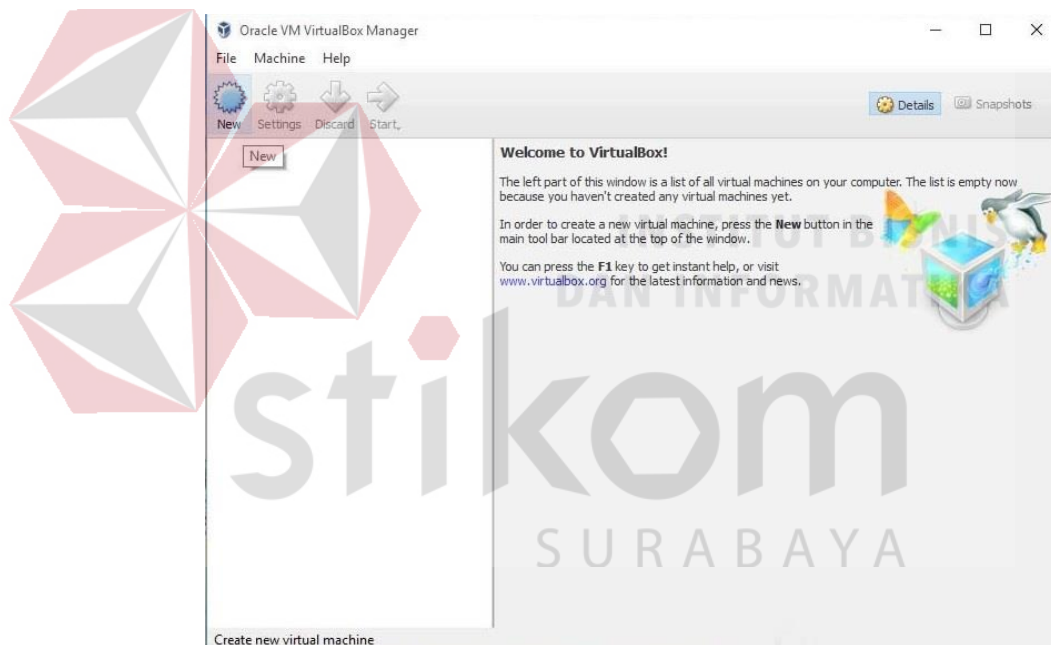 Oracle VM VirtualBox Manager
File Machine Help
New Settings Discard Start
Details Snapshots
New
Welcome to VirtualBox!
The left part of this window is a list of all virtual machines on your computer. The list is empty now
because you haven't created any virtual machines yet.
In order to create a new virtual machine, press the New button in the
main tool bar located at the top of the window.
You can press the F1 key to get instant help, or visit
www.virtualbox.org for the latest information and news.
INSTITUT BISNIS
DAN INFORMATIKA
stikom
SURABAYA
Create new virtual machine